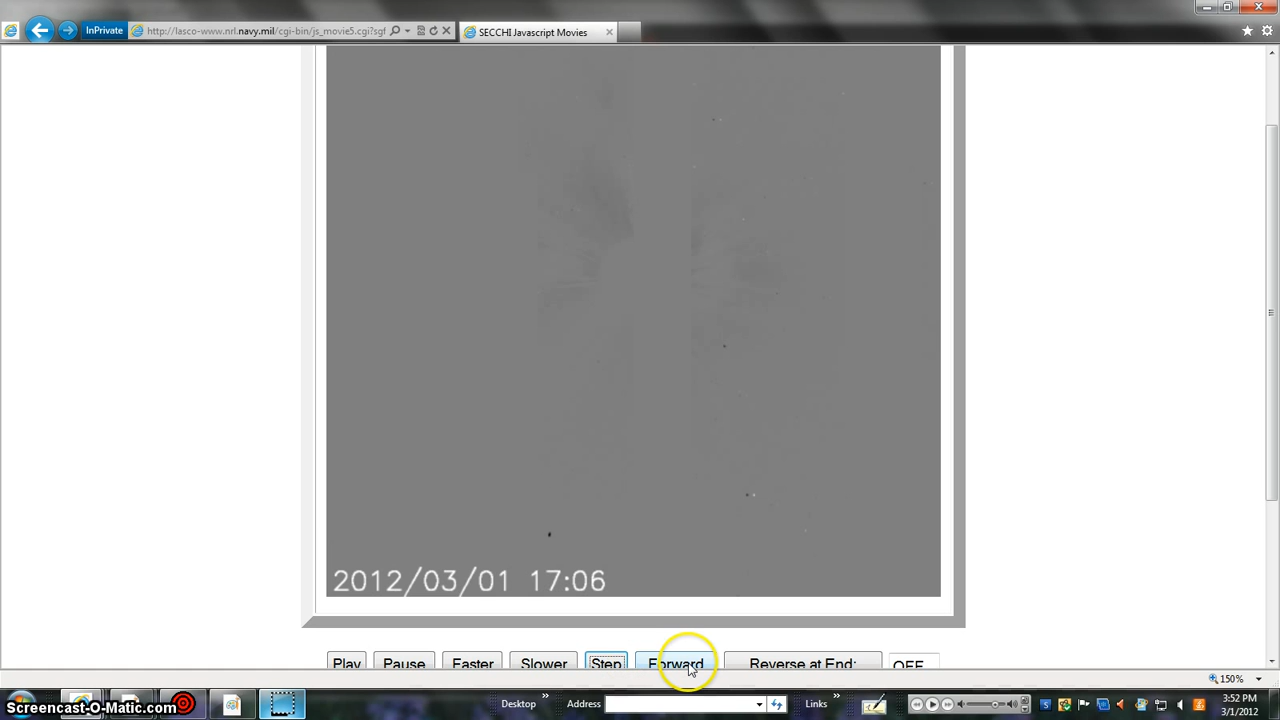 InPrivate
http://lasco-www.nrl.navy.mil/cgi-bin/js_movie5.cgi?sgf
SECCHI Javascript Movies
2012/03/01 17:06
Play
Pause
Faster
Slower
Step
Forward
Reverse at End:
OFF
150%
Screencast-O-Matic.com
Desktop
Address
Links
3:52 PM
3/1/2012